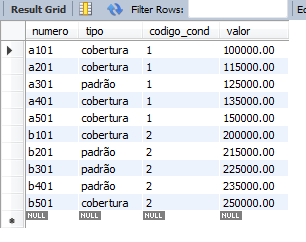 Result Grid Filter Rows: Ed
numero tipo codigo_cond valor
a101 cobertura 1 100000.00
a201 cobertura 1 115000.00
a301 padrão 1 125000.00
a401 cobertura 1 135000.00
a501 cobertura 1 150000.00
b101 cobertura 2 200000.00
b201 padrão 2 215000.00
b301 padrão 2 225000.00
b401 padrão 2 235000.00
b501 cobertura 2 250000.00
NULL NULL NULL NULL